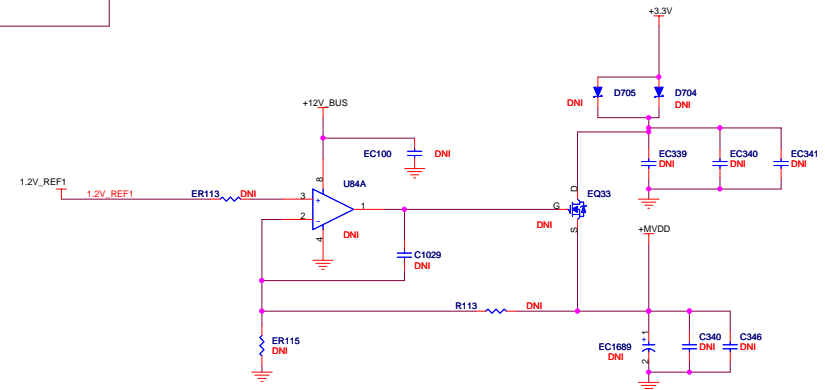 +3.3V
D705
D704
DNI
DNI
+12V_BUS
EC100
DNI
EC339
EC340
EC341
DNI
DNI
DNI
1.2V_REF1
1.2V_REF1
ER113
DNI
8
U84A
3
+
1
2
-
4
DNI
D
EQ33
G
DNI
S
C1029
DNI
+MVDD
R113
DNI
ER115
DNI
EC1689
DNI
+
1
2
C340
DNI
C346
DNI